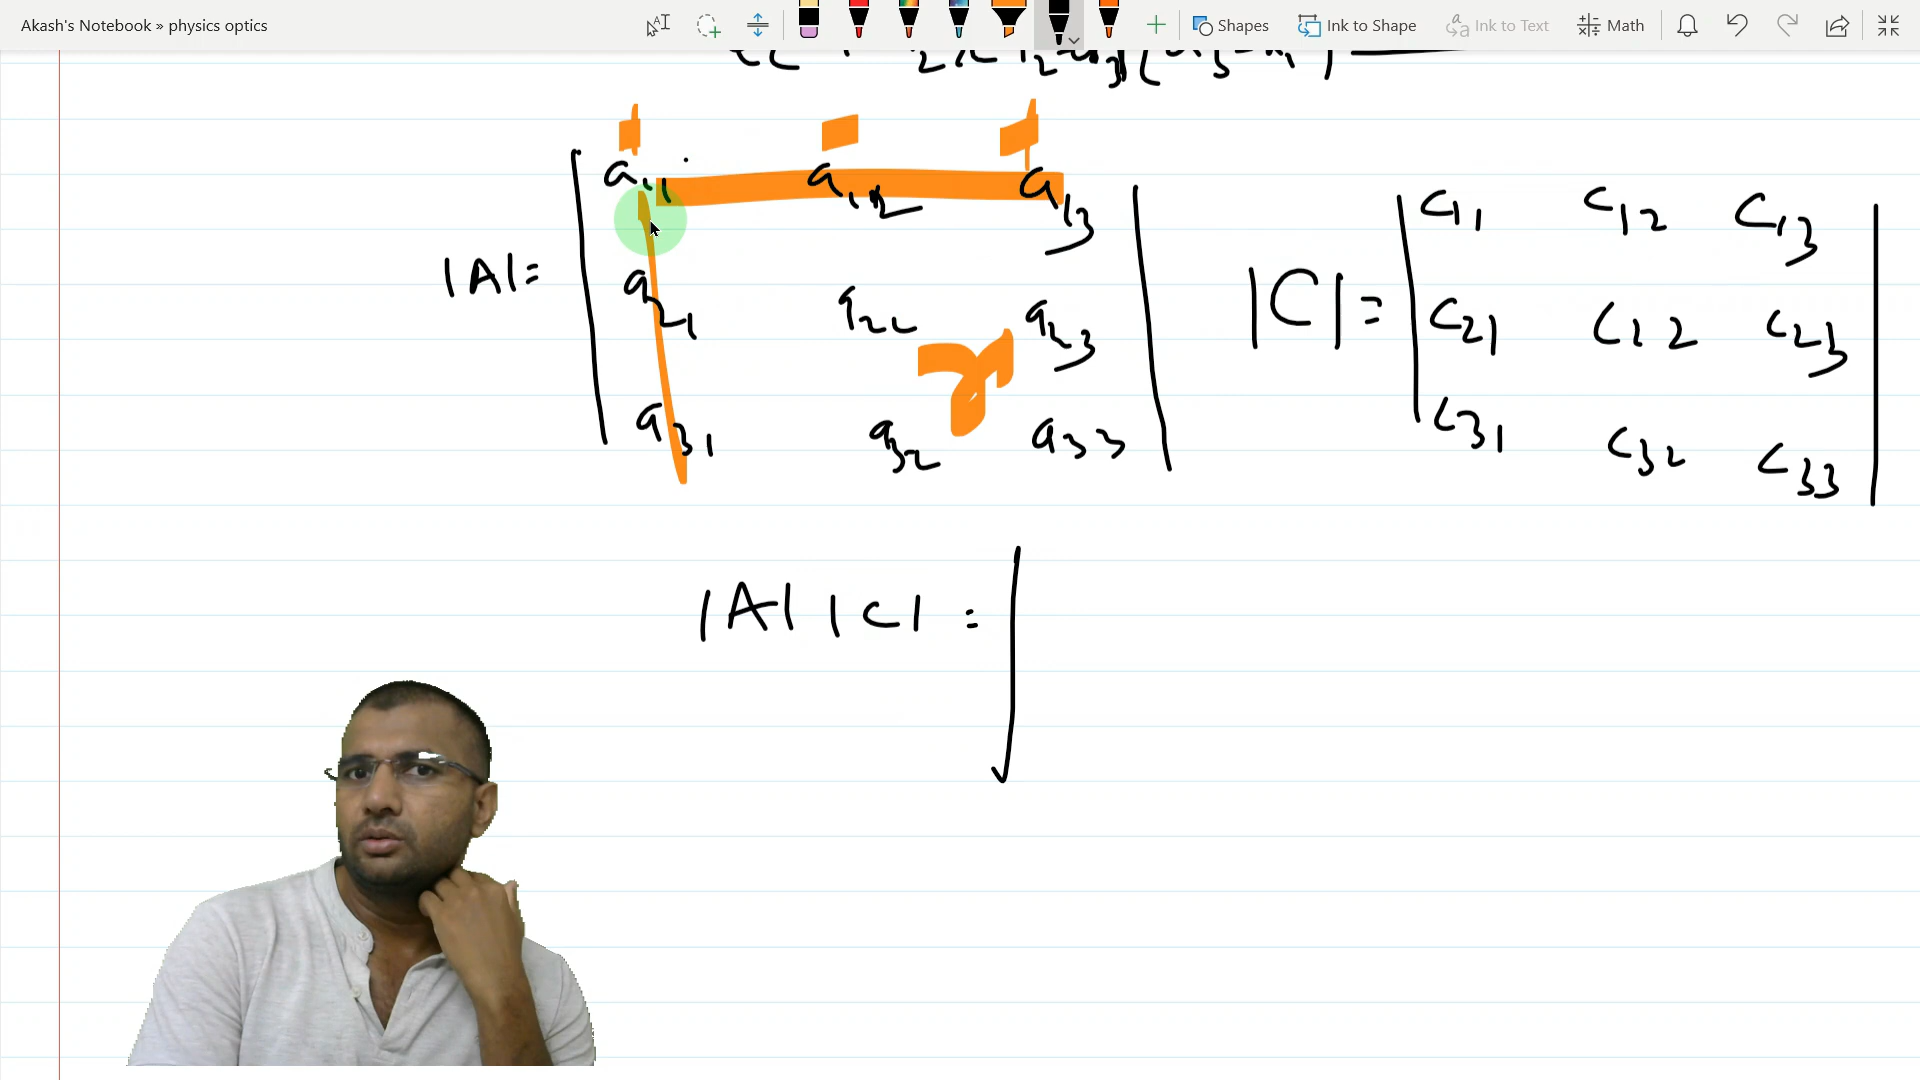 Akash's Notebook » physics optics
Shapes Ink to Shape Ink to Text Math
a11 a12 a13 c11 c12 c13
|A|= a21 a22 a23 |C|= c21 c12 c23
a31 a32 a33 c31 c32 c33
|A| |C| =